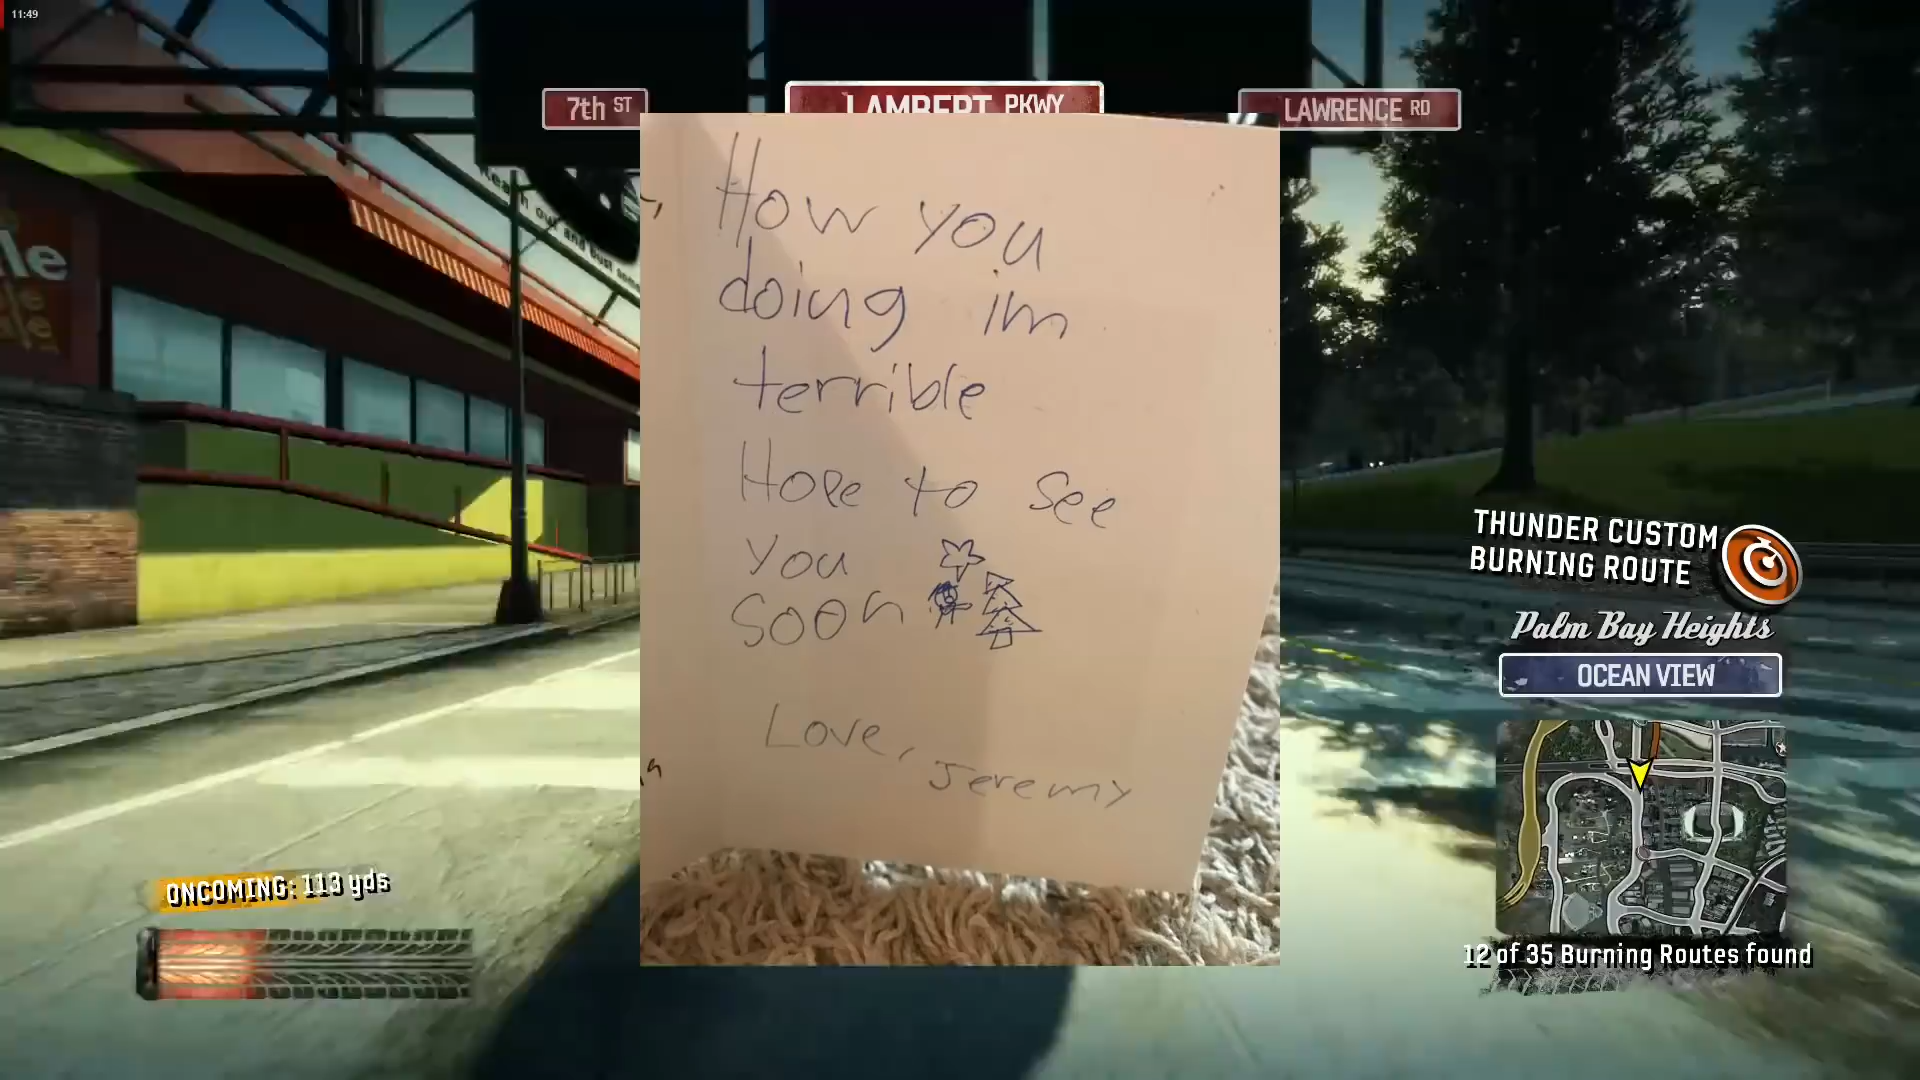 11:49
7th ST
LAMBERT PKWY
LAWRENCE RD
How you
doing im
terrible
Hope to see
you
soon
Love,
Jeremy
THUNDER CUSTOM
BURNING ROUTE
Palm Bay Heights
OCEAN VIEW
12 of 35 Burning Routes found
ONCOMING: 113 yds